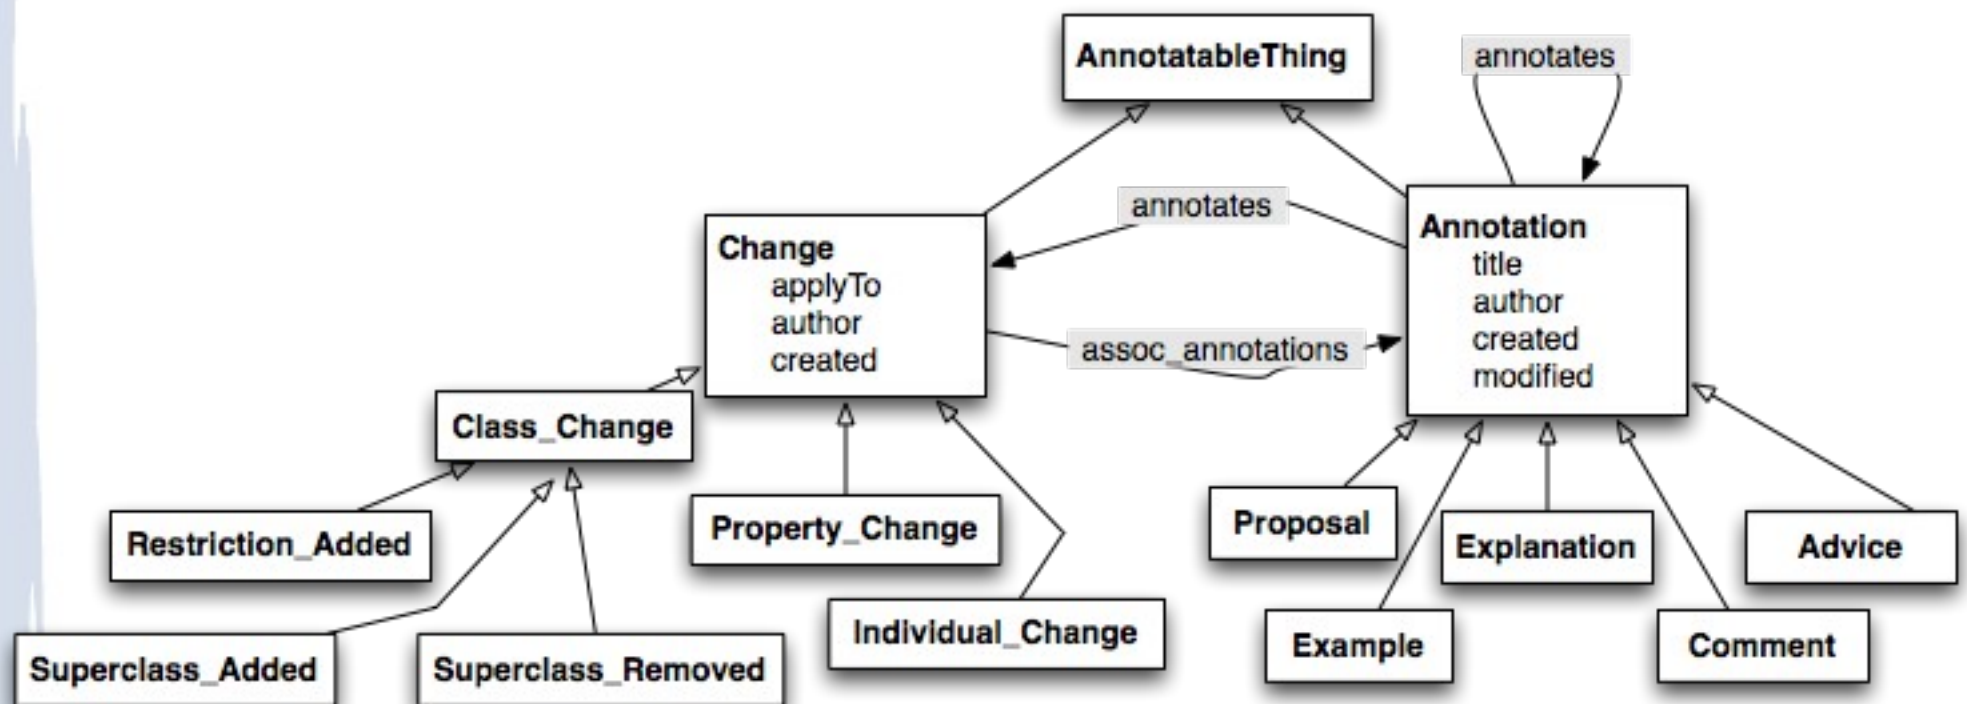 AnnotatableThing
annotates
annotates
Change
applyTo
author
created
Annotation
title
author
created
modified
assoc_annotations
Class_Change
Restriction_Added
Property_Change
Proposal
Explanation
Advice
Superclass_Added
Superclass_Removed
Individual_Change
Example
Comment